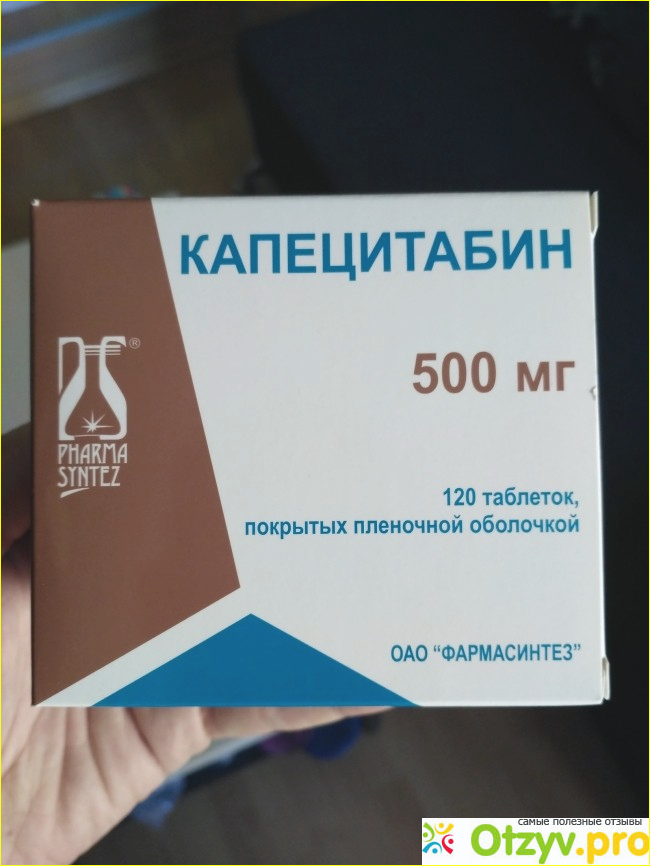 КАПЕЦИТАБИН
500 мг
®
PHARMA
SYNTEZ
120 таблеток,
покрытых пленочной оболочкой
ОАО "ФАРМАСИНТЕЗ"
самые полезные отзывы
Otzyv.pro